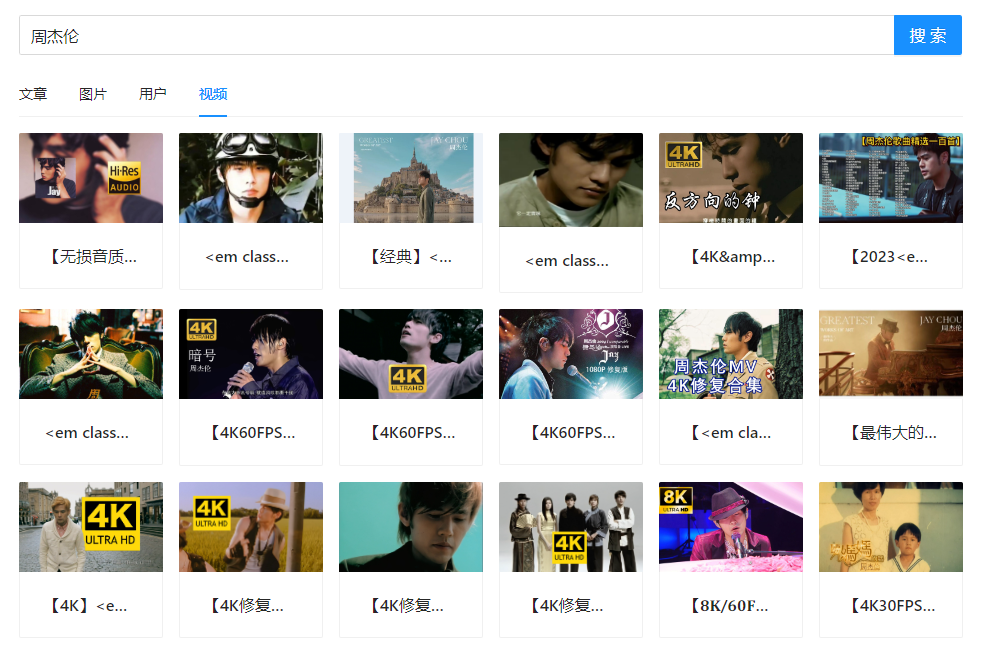 周杰伦
搜 索
文章
图片
用户
视频
Jay
Hi-Res
AUDIO
GREATEST
JAY CHOU
周杰伦
4K
ULTRA HD
反方向的钟
【周杰伦歌曲精选一百首】
【无损音质...
<em class...
【经典】<...
<em class...
【4K&amp...
【2023<e...
周
4K
ULTRA HD
暗号
周杰伦
4K
ULTRA HD
Jay
1080P 修复版
周杰伦MV
4K修复合集
GREATEST
JAY CHOU
周杰伦
<em class...
【4K60FPS...
【4K60FPS...
【4K60FPS...
【<em cla...
【最伟大的...
4K
ULTRA HD
4K
ULTRA HD
4K
ULTRA HD
8K
ULTRA HD
周杰伦
【4K】<e...
【4K修复...
【4K修复...
【4K修复...
【8K/60F...
【4K30FPS...